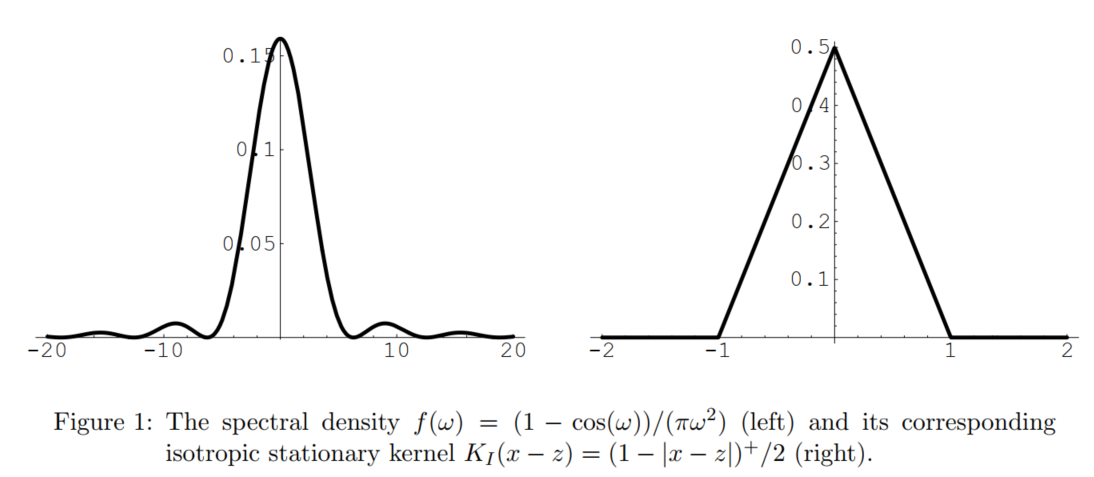 0.15
0.1
0.05
-20 -10 10 20
0.5
0.4
0.3
0.2
0.1
-2 -1 1 2
Figure 1: The spectral density f(ω) = (1 − cos(ω))/(πω²) (left) and its corresponding
isotropic stationary kernel K_I(x − z) = (1 − |x − z|)⁺/2 (right).